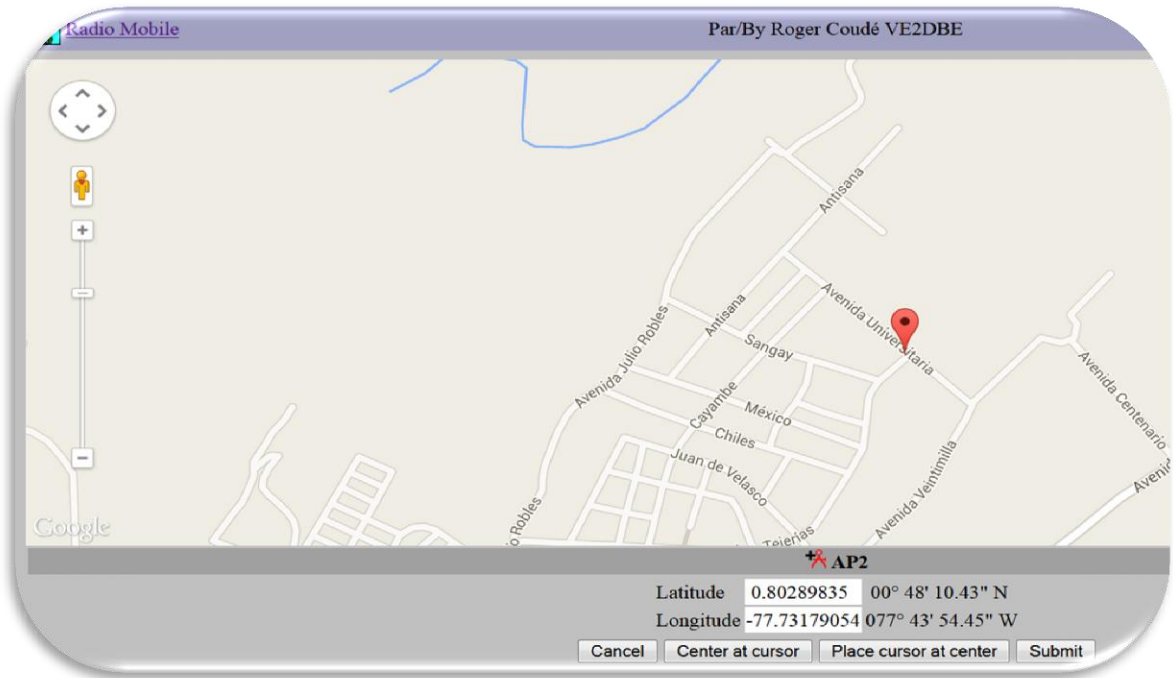 Radio Mobile Par/By Roger Coudé VE2DBE
Antisana
Avenida Universitaria
Antisana
Sangay
Avenida Julio Robles
Cayambe
México
Chiles
Juan de Velasco
Avenida Centenario
Avenida Veintimilla
Robles
Tejerías
Google
AP2
Latitude 0.80289835 00° 48' 10.43" N
Longitude -77.73179054 077° 43' 54.45" W
Cancel Center at cursor Place cursor at center Submit